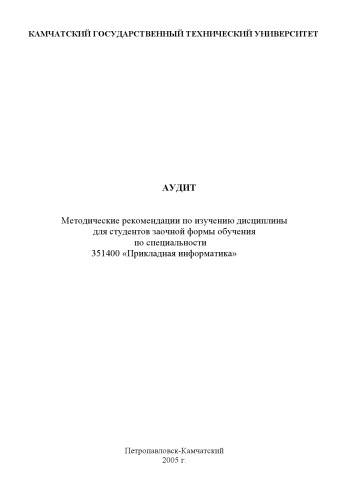 КАМЧАТСКИЙ ГОСУДАРСТВЕННЫЙ ТЕХНИЧЕСКИЙ УНИВЕРСИТЕТ
АУДИТ
Методические рекомендации по изучению дисциплины
для студентов заочной формы обучения
по специальности
351400 «Прикладная информатика»
Петропавловск-Камчатский
2005 г.